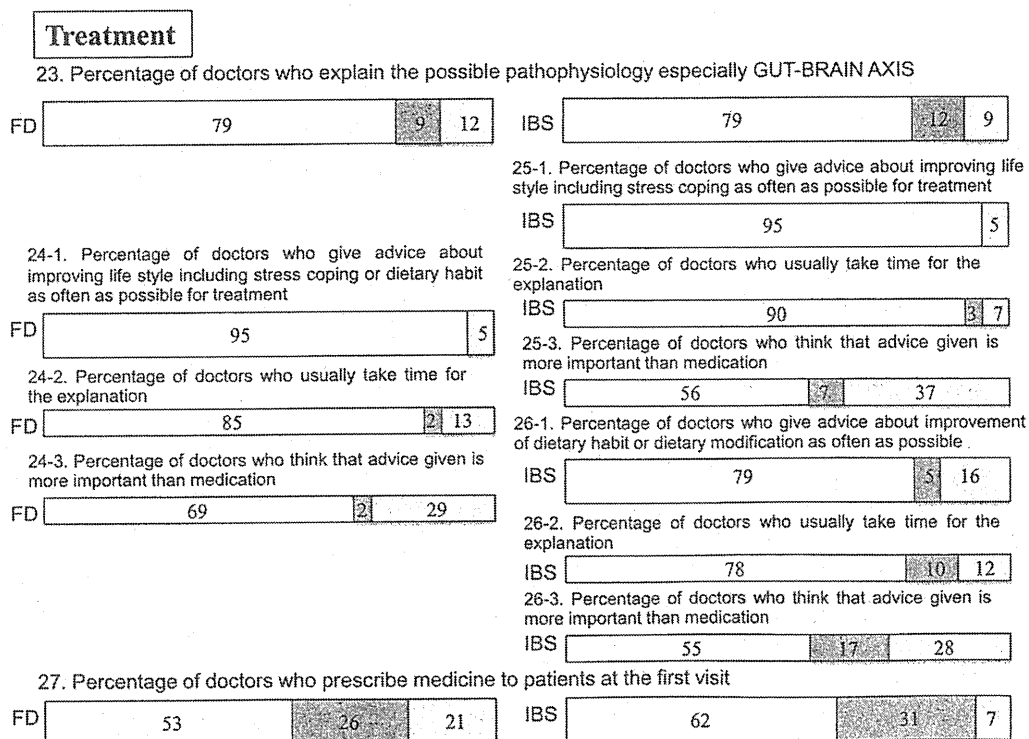 Treatment
23. Percentage of doctors who explain the possible pathophysiology especially GUT-BRAIN AXIS
FD 79 9 12
IBS 79 12 9
24-1. Percentage of doctors who give advice about
improving life style including stress coping or dietary habit
as often as possible for treatment
FD 95 5
24-2. Percentage of doctors who usually take time for
the explanation
FD 85 2 13
24-3. Percentage of doctors who think that advice given is
more important than medication
FD 69 2 29
25-1. Percentage of doctors who give advice about improving life
style including stress coping as often as possible for treatment
IBS 95 5
25-2. Percentage of doctors who usually take time for the
explanation
IBS 90 3 7
25-3. Percentage of doctors who think that advice given is
more important than medication
IBS 56 7 37
26-1. Percentage of doctors who give advice about improvement
of dietary habit or dietary modification as often as possible
IBS 79 5 16
26-2. Percentage of doctors who usually take time for the
explanation
IBS 78 10 12
26-3. Percentage of doctors who think that advice given is
more important than medication
IBS 55 17 28
27. Percentage of doctors who prescribe medicine to patients at the first visit
FD 53 26 21
IBS 62 31 7